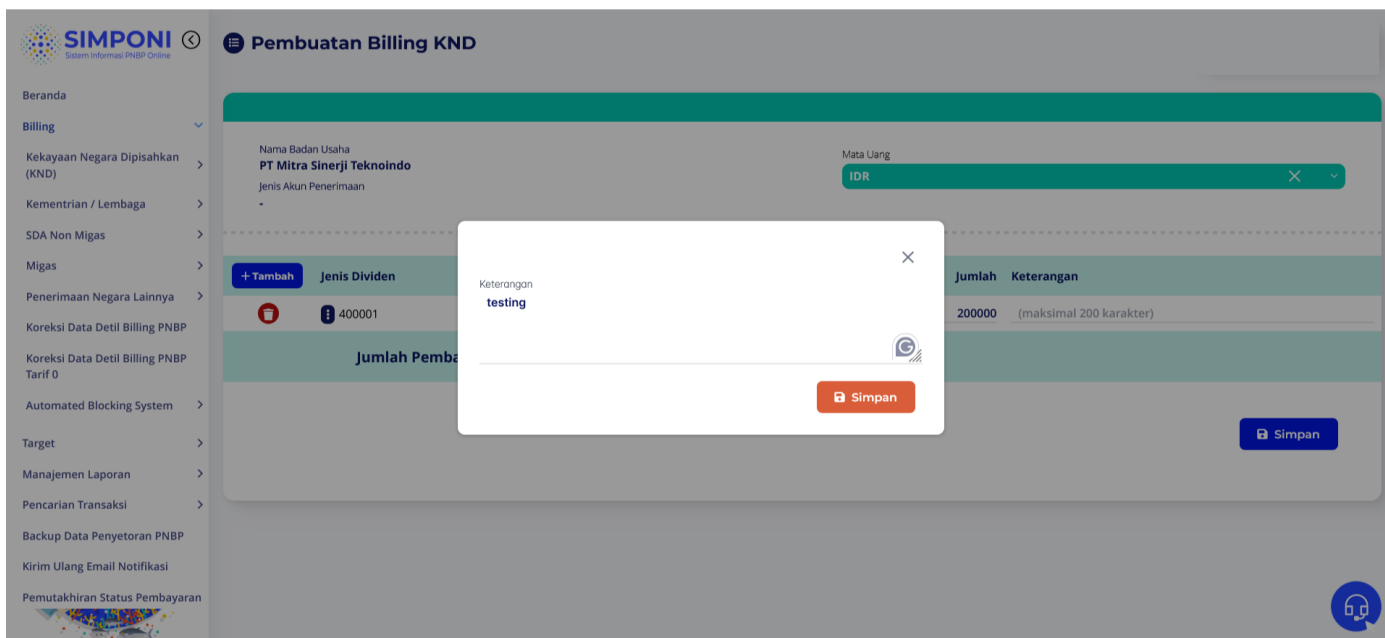 SIMPONI
Sistem Informasi PNBP Online
Pembuatan Billing KND
Beranda
Billing
Kekayaan Negara Dipisahkan
(KND)
Kementrian / Lembaga
SDA Non Migas
Migas
Penerimaan Negara Lainnya
Koreksi Data Detil Billing PNBP
Koreksi Data Detil Billing PNBP
Tarif 0
Automated Blocking System
Target
Manajemen Laporan
Pencarian Transaksi
Backup Data Penyetoran PNBP
Kirim Ulang Email Notifikasi
Pemutakhiran Status Pembayaran
Nama Badan Usaha
PT Mitra Sinerji Teknoindo
Jenis Akun Penerimaan
-
Mata Uang
IDR
+ Tambah
Jenis Dividen
Jumlah
Keterangan
400001
200000
(maksimal 200 karakter)
Jumlah Pemba
Keterangan
testing
Simpan
Simpan